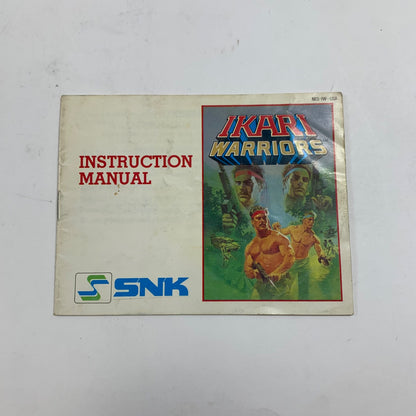 NES-IW-USA
IKARI
WARRIORS
INSTRUCTION
MANUAL
SNK